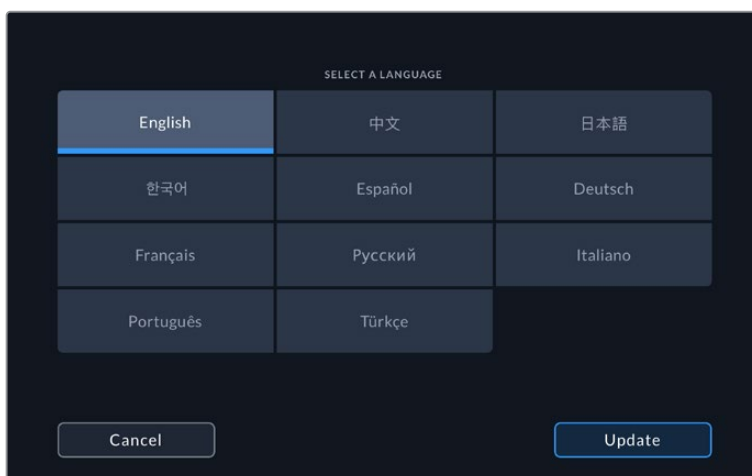 SELECT A LANGUAGE
English
中文
日本語
한국어
Español
Deutsch
Français
Русский
Italiano
Português
Türkçe
Cancel
Update